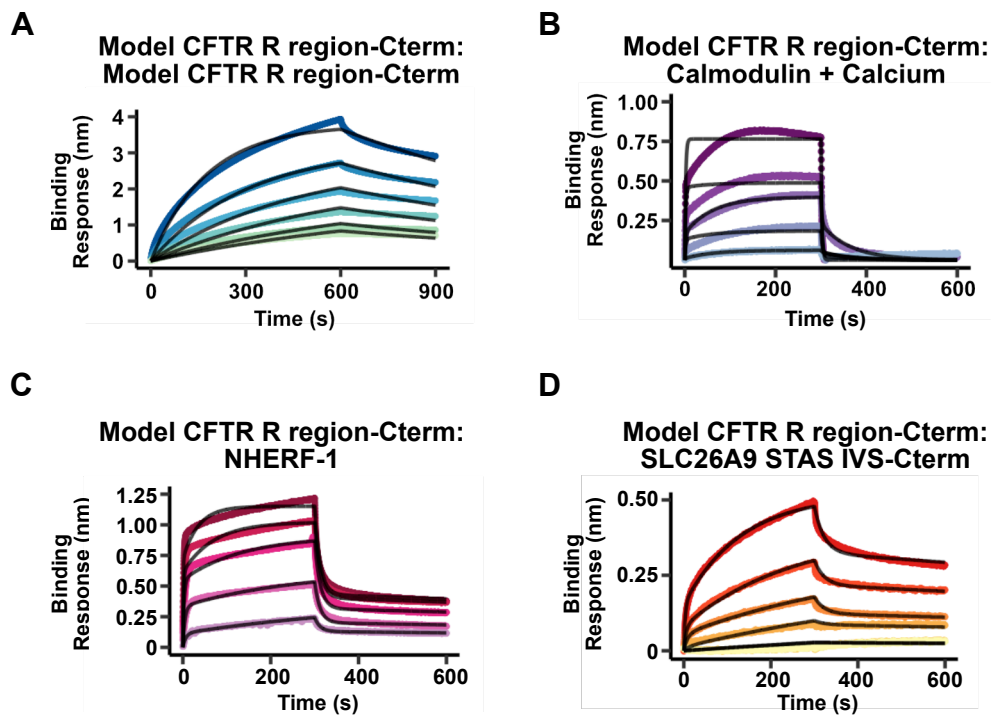 A
Model CFTR R region-Cterm:
Model CFTR R region-Cterm
Binding
Response (nm)
4
3
2
1
0
0
300
600
900
Time (s)
B
Model CFTR R region-Cterm:
Calmodulin + Calcium
Binding
Response (nm)
1.00
0.75
0.50
0.25
0
200
400
600
Time (s)
C
Model CFTR R region-Cterm:
NHERF-1
Binding
Response (nm)
1.25
1.00
0.75
0.50
0.25
0
0
200
400
600
Time (s)
D
Model CFTR R region-Cterm:
SLC26A9 STAS IVS-Cterm
Binding
Response (nm)
0.50
0.25
0
0
200
400
600
Time (s)